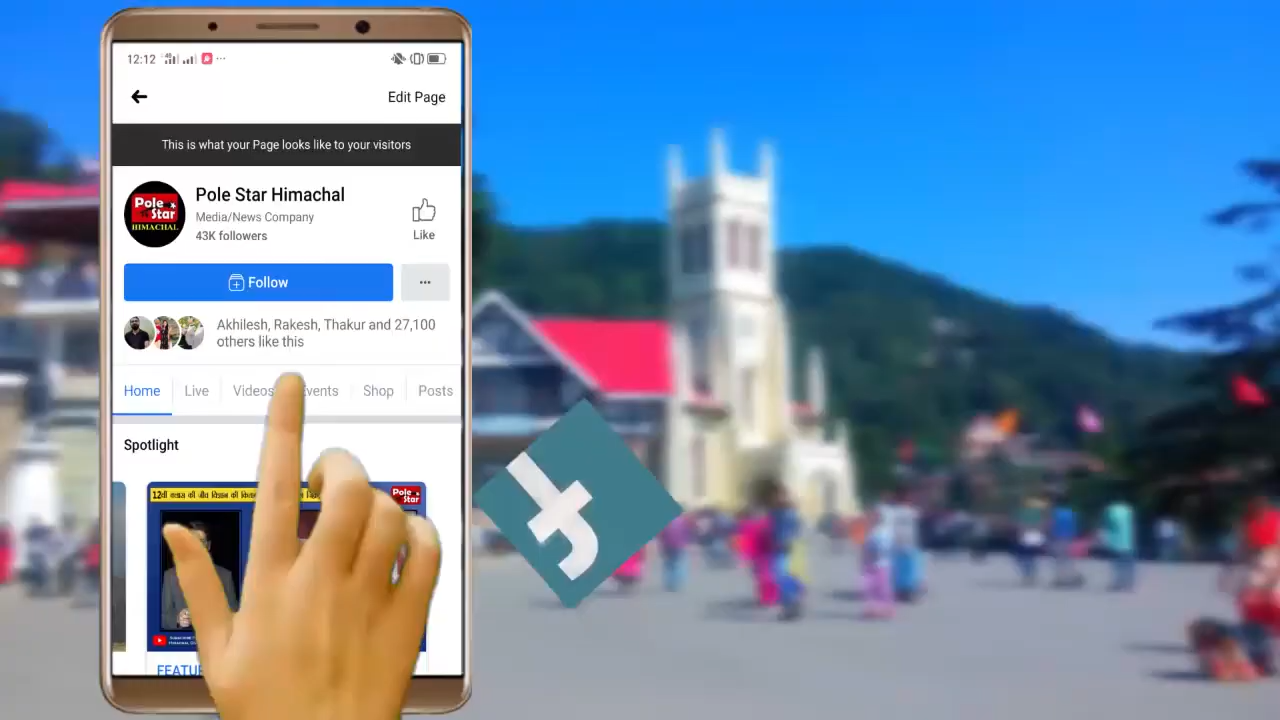 12:12
Edit Page
This is what your Page looks like to your visitors
Pole Star HIMACHAL
Pole Star Himachal
Media/News Company
43K followers
Like
Follow
Akhilesh, Rakesh, Thakur and 27,100
others like this
Home Live Videos Shop Posts
Spotlight
12वीं कक्षा की जीव विज्ञान की
Pole Star